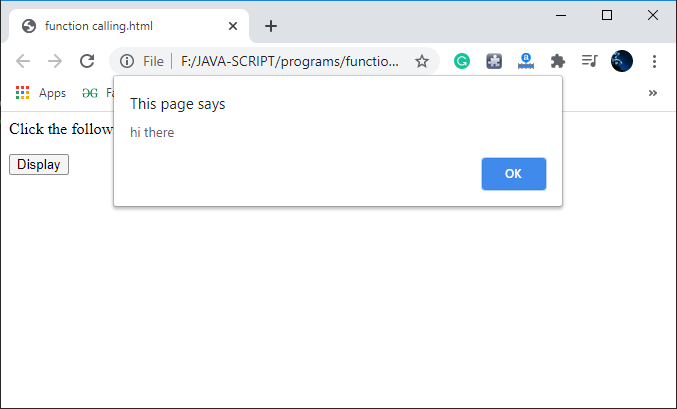 function calling.html
File | F:/JAVA-SCRIPT/programs/functio...
Apps
This page says
hi there
OK
Click the follow
Display